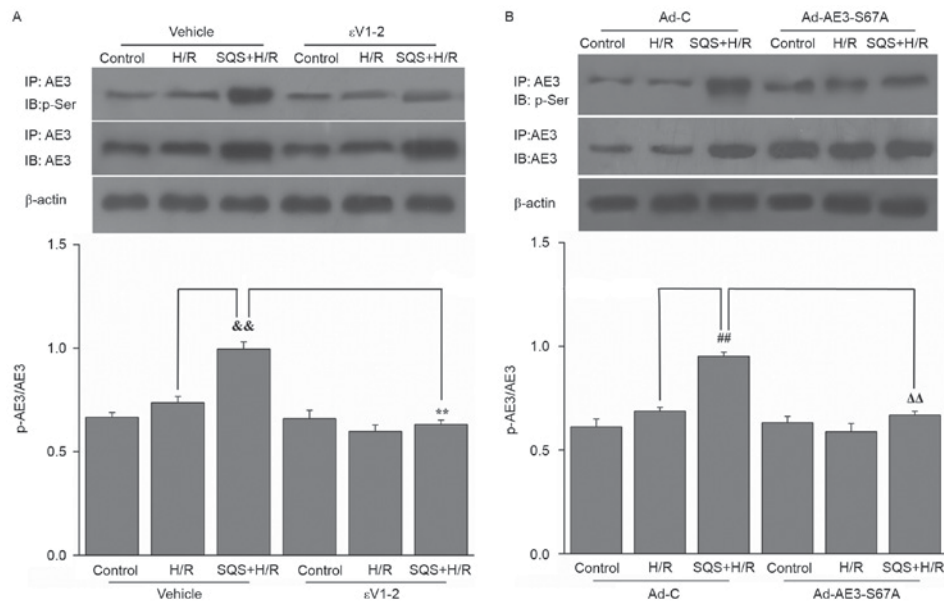 A
Vehicle εV1-2
Control H/R SQS+H/R Control H/R SQS+H/R
IP: AE3
IB:p-Ser
IP: AE3
IB: AE3
β-actin
1.5
1.0
0.5
0.0
p-AE3/AE3
&&
**
Control H/R SQS+H/R Control H/R SQS+H/R
Vehicle εV1-2
B
Ad-C Ad-AE3-S67A
Control H/R SQS+H/R Control H/R SQS+H/R
IP: AE3
IB: p-Ser
IP:AE3
IB:AE3
β-actin
1.5
1.0
0.5
0.0
p-AE3/AE3
##
ΔΔ
Control H/R SQS+H/R Control H/R SQS+H/R
Ad-C Ad-AE3-S67A